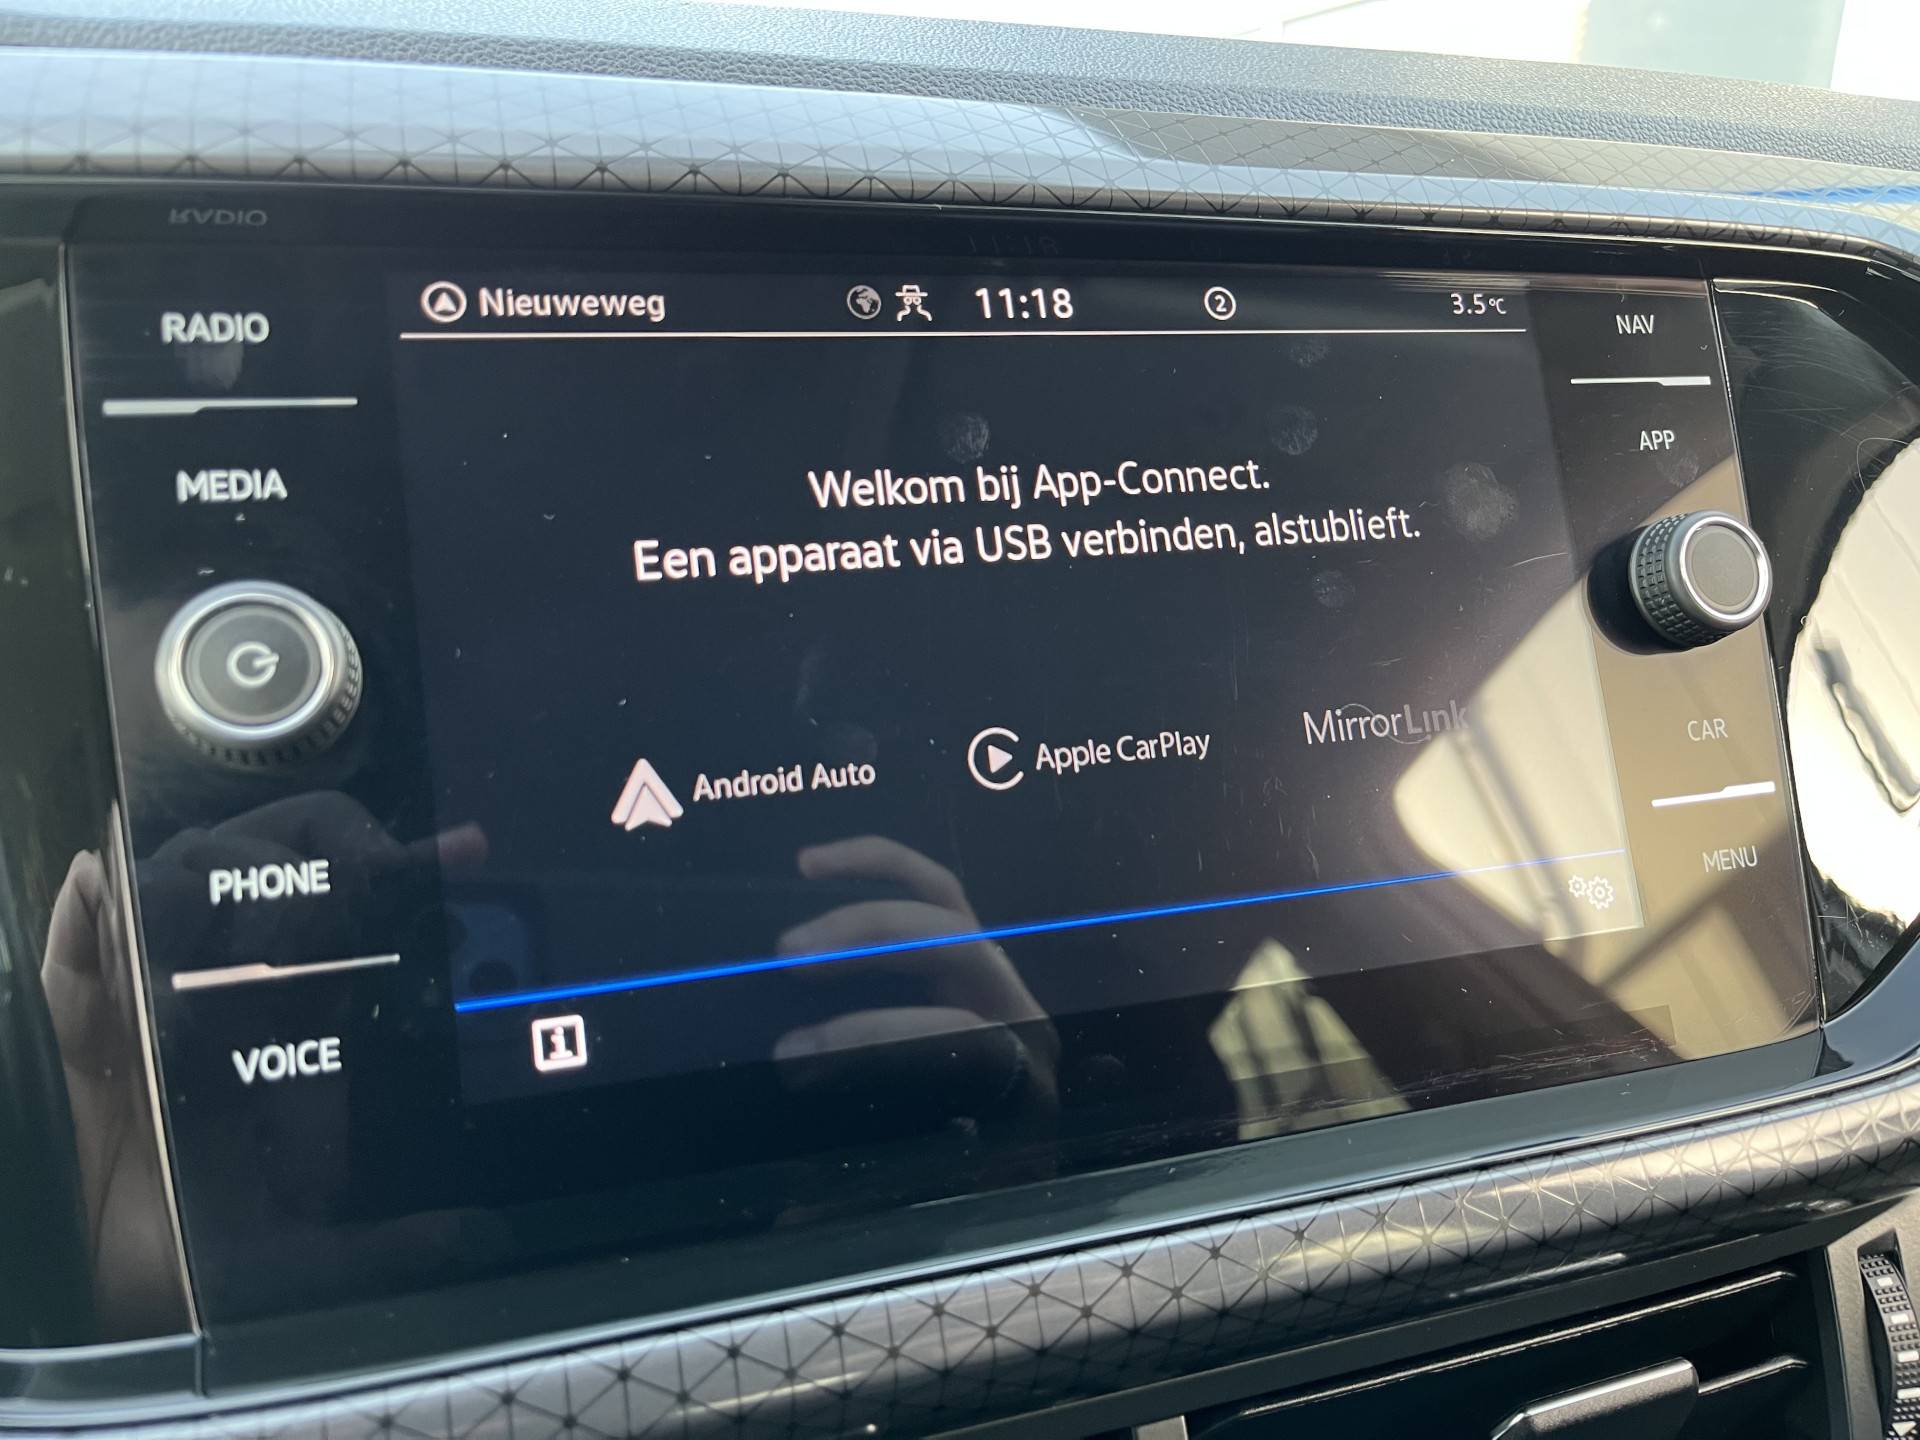 RADIO
MEDIA
PHONE
VOICE
Nieuweweg
11:18
2
3.5°C
Welkom bij App-Connect.
Een apparaat via USB verbinden, alstublieft.
Android Auto
Apple CarPlay
MirrorLink
i
NAV
APP
CAR
MENU